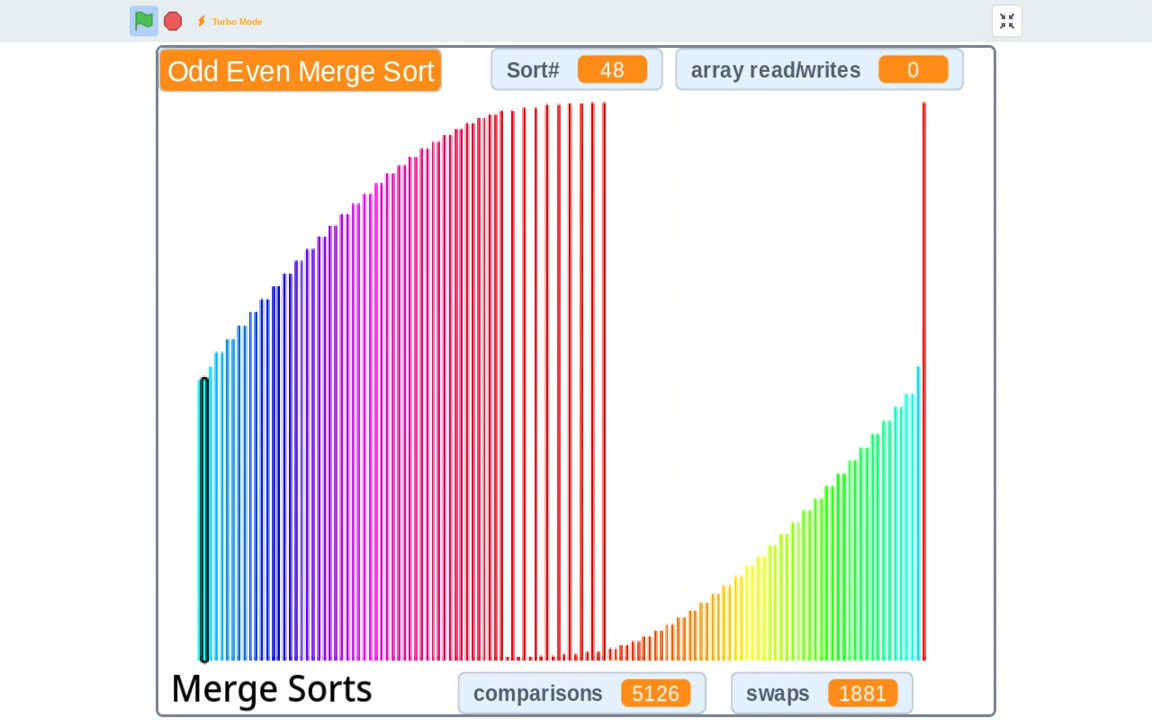 Turbo Mode
Odd Even Merge Sort
Sort# 48
array read/writes 0
Merge Sorts
comparisons 5126
swaps 1881